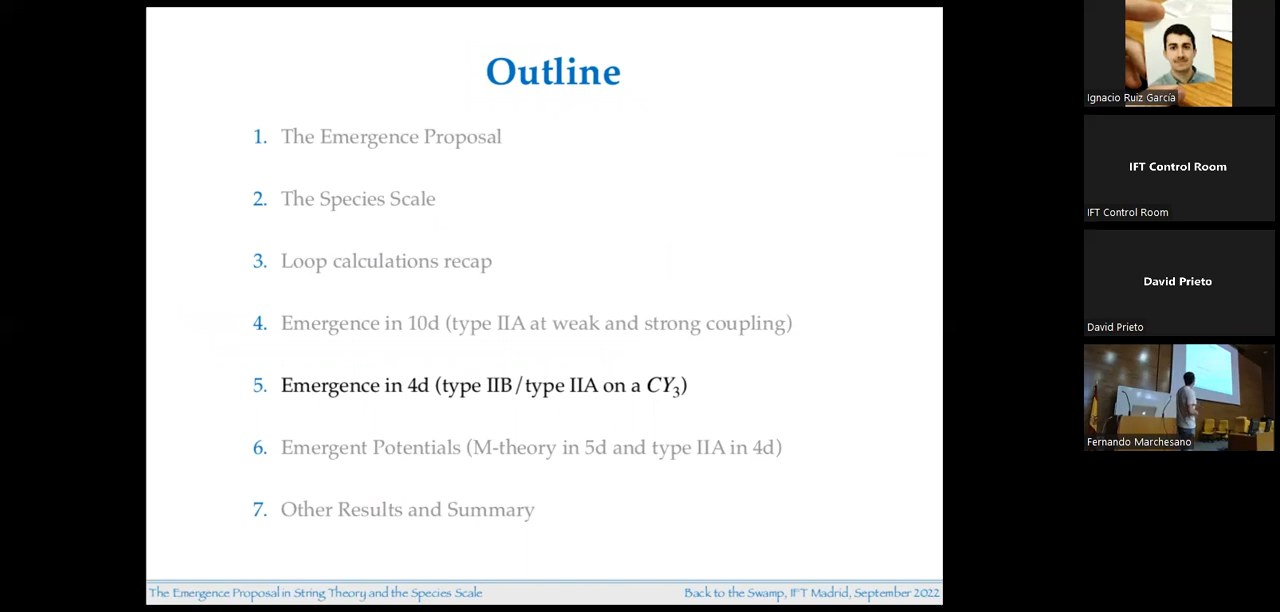 Outline
1. The Emergence Proposal
2. The Species Scale
3. Loop calculations recap
4. Emergence in 10d (type IIA at weak and strong coupling)
5. Emergence in 4d (type IIB/type IIA on a CY₃)
6. Emergent Potentials (M-theory in 5d and type IIA in 4d)
7. Other Results and Summary
The Emergence Proposal in String Theory and the Species Scale
Back to the Swamp, IFT Madrid, September 2022
Ignacio Ruiz García
IFT Control Room
IFT Control Room
David Prieto
David Prieto
Fernando Marchesano